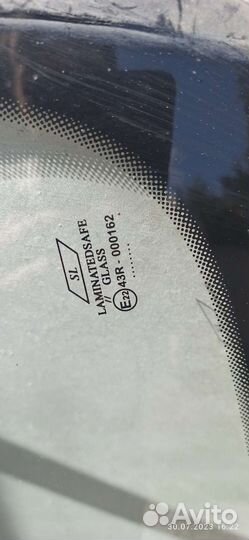 SL
LAMINATEDSAFE
GLASS
//
E22 43R - 000162
........
30.07.2023 16:22
Avito